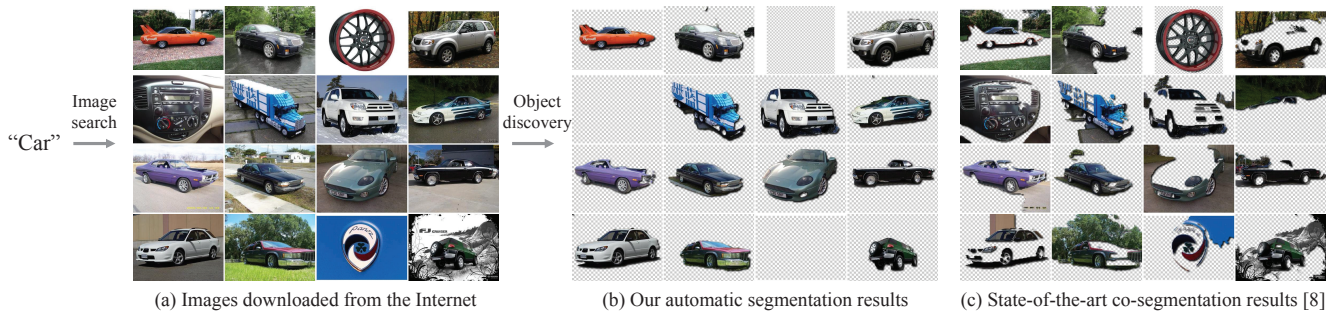 “Car”
Image
search
Object
discovery
(a) Images downloaded from the Internet
(b) Our automatic segmentation results
(c) State-of-the-art co-segmentation results [8]